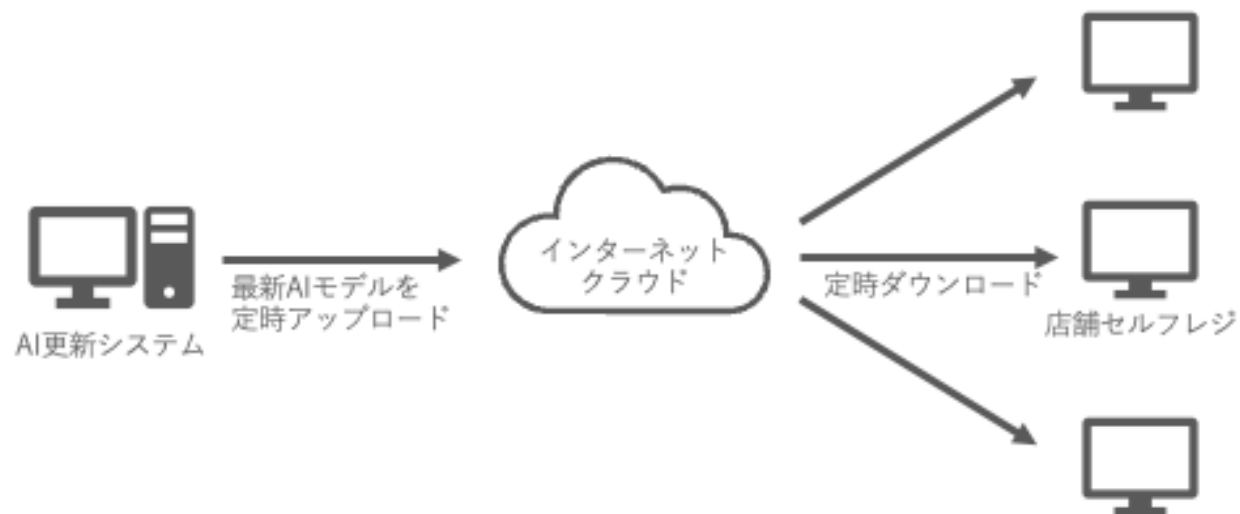 インターネット
クラウド
最新AIモデルを
定時アップロード
定時ダウンロード
AI更新システム
店舗セルフレジ